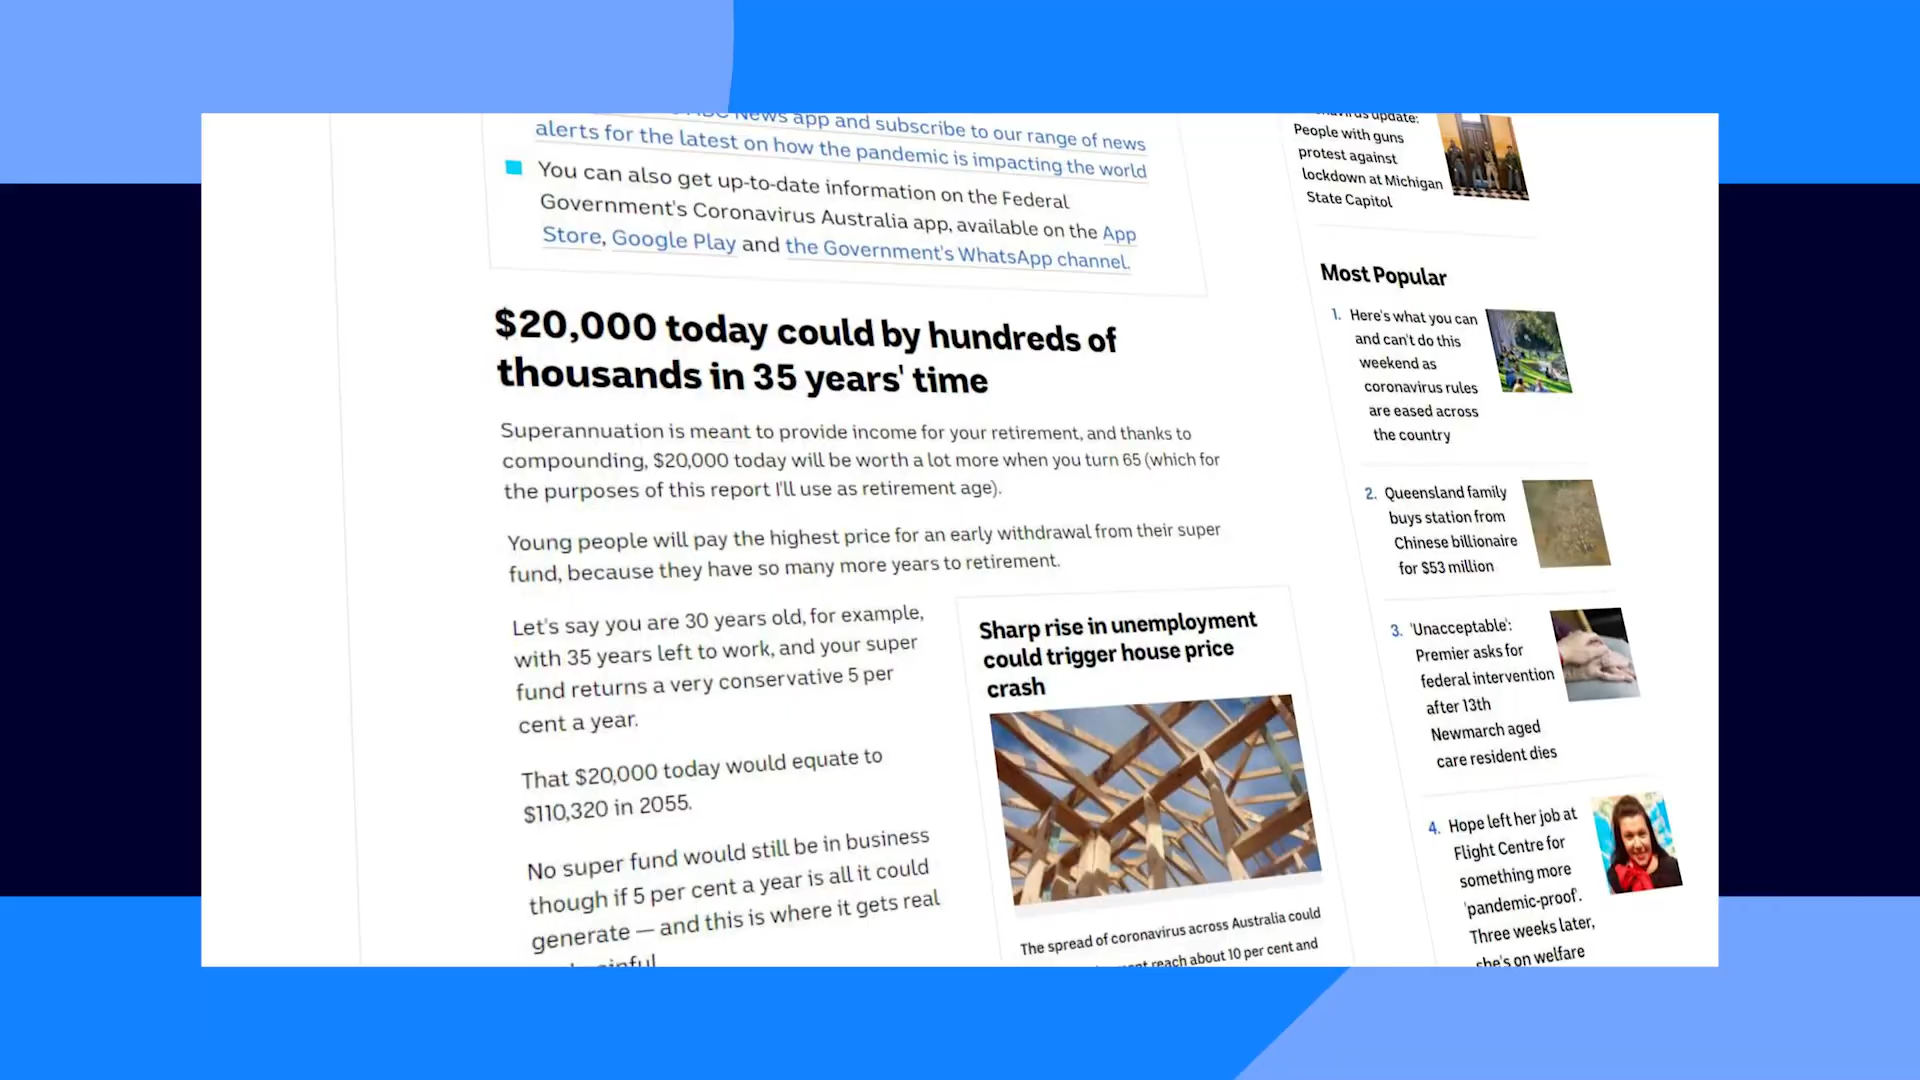 News app and subscribe to our range of news
alerts for the latest on how the pandemic is impacting the world
You can also get up-to-date information on the Federal
Government's Coronavirus Australia app, available on the App
Store, Google Play and the Government's WhatsApp channel.
$20,000 today could by hundreds of
thousands in 35 years' time
Superannuation is meant to provide income for your retirement, and thanks to
compounding, $20,000 today will be worth a lot more when you turn 65 (which for
the purposes of this report I'll use as retirement age).
Young people will pay the highest price for an early withdrawal from their super
fund, because they have so many more years to retirement.
Let's say you are 30 years old, for example,
with 35 years left to work, and your super
fund returns a very conservative 5 per
cent a year.
That $20,000 today would equate to
$110,320 in 2055.
No super fund would still be in business
though if 5 per cent a year is all it could
generate — and this is where it gets real
Sharp rise in unemployment
could trigger house price
crash
The spread of coronavirus across Australia could
reach about 10 per cent and
update:
People with guns
protest against
lockdown at Michigan
State Capitol
Most Popular
1. Here's what you can
and can't do this
weekend as
coronavirus rules
are eased across
the country
2. Queensland family
buys station from
Chinese billionaire
for $53 million
3. 'Unacceptable':
Premier asks for
federal intervention
after 13th
Newmarch aged
care resident dies
4. Hope left her job at
Flight Centre for
something more
'pandemic-proof'.
Three weeks later,
she's on welfare